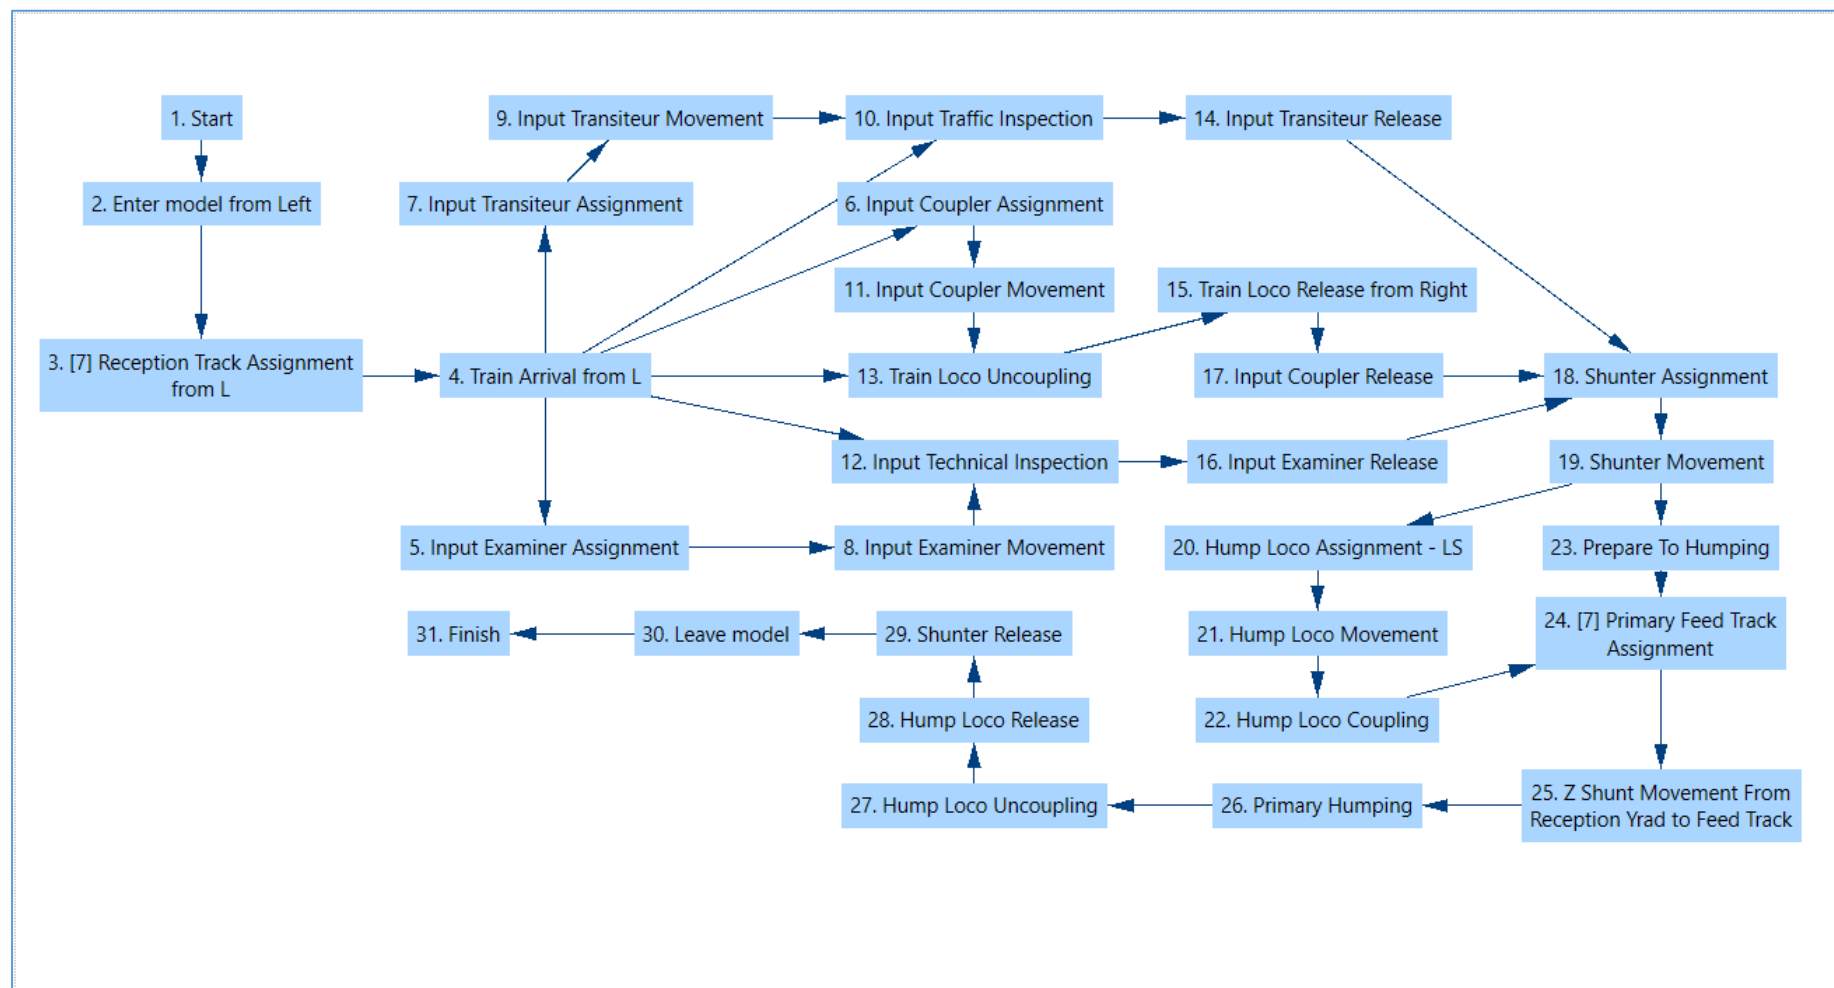 1. Start
9. Input Transiteur Movement
10. Input Traffic Inspection
14. Input Transiteur Release
2. Enter model from Left
7. Input Transiteur Assignment
6. Input Coupler Assignment
11. Input Coupler Movement
15. Train Loco Release from Right
3. [7] Reception Track Assignment
from L
4. Train Arrival from L
13. Train Loco Uncoupling
17. Input Coupler Release
18. Shunter Assignment
12. Input Technical Inspection
16. Input Examiner Release
19. Shunter Movement
5. Input Examiner Assignment
8. Input Examiner Movement
20. Hump Loco Assignment - LS
23. Prepare To Humping
31. Finish
30. Leave model
29. Shunter Release
21. Hump Loco Movement
24. [7] Primary Feed Track
Assignment
28. Hump Loco Release
22. Hump Loco Coupling
27. Hump Loco Uncoupling
26. Primary Humping
25. Z Shunt Movement From
Reception Yrad to Feed Track